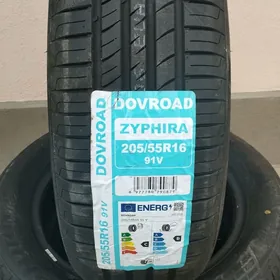 DOVROAD
ZYPHIRA
205/55R16
91V
DOVROAD
205/55R16 91V
ENERG